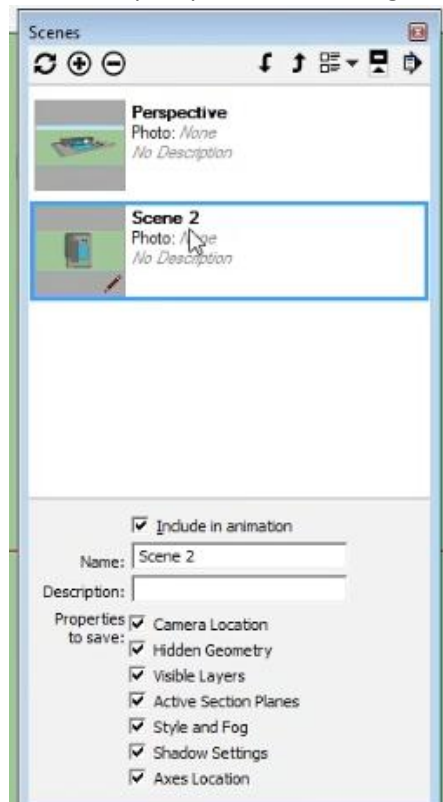 Scenes
Perspective
Photo: None
No Description
Scene 2
Photo:
No Description
Include in animation
Name: Scene 2
Description:
Properties to save:
Camera Location
Hidden Geometry
Visible Layers
Active Section Planes
Style and Fog
Shadow Settings
Axes Location